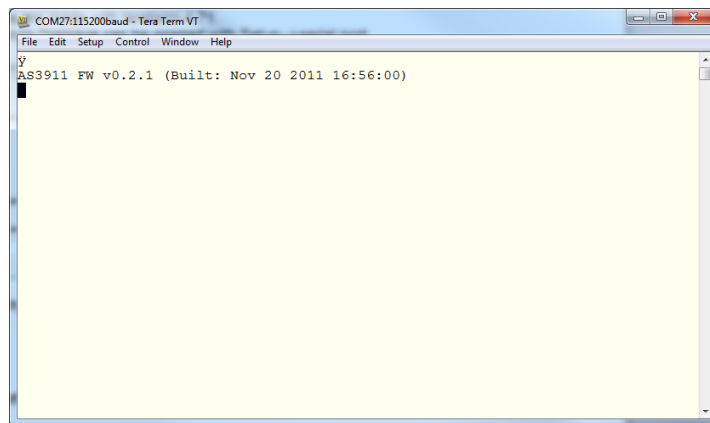 COM27:115200baud - Tera Term VT
File Edit Setup Control Window Help
ÿ
AS3911 FW v0.2.1 (Built: Nov 20 2011 16:56:00)